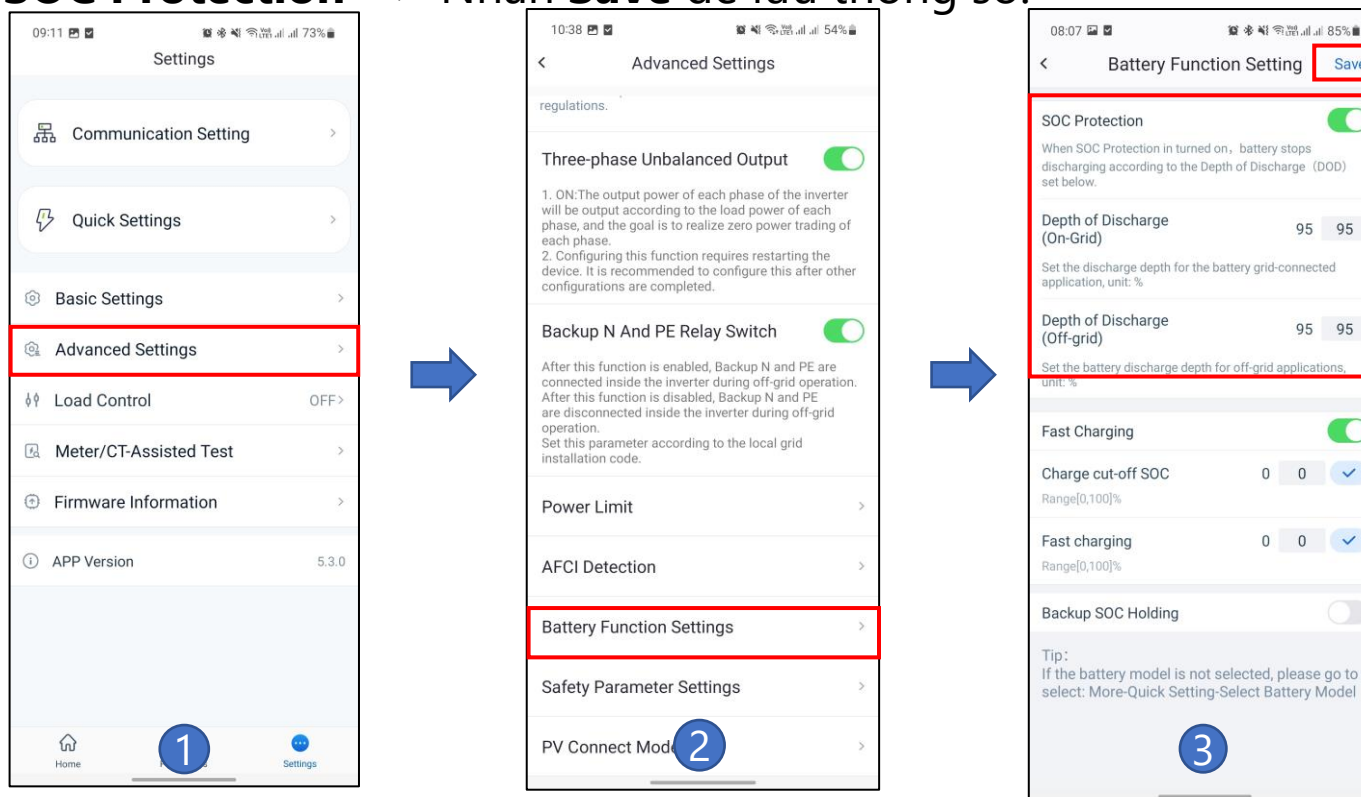 SOC Protection
Nhấn Save để lưu thông số.
09:11
73%
Settings
Communication Setting
Quick Settings
Basic Settings
Advanced Settings
Load Control OFF
Meter/CT-Assisted Test
Firmware Information
APP Version 5.3.0
Home
Settings
1
10:38
54%
Advanced Settings
regulations.
Three-phase Unbalanced Output
1. ON:The output power of each phase of the inverter
will be output according to the load power of each
phase, and the goal is to realize zero power trading of
each phase.
2. Configuring this function requires restarting the
device. It is recommended to configure this after other
configurations are completed.
Backup N And PE Relay Switch
After this function is enabled, Backup N and PE are
connected inside the inverter during off-grid operation.
After this function is disabled, Backup N and PE
are disconnected inside the inverter during off-grid
operation.
Set this parameter according to the local grid
installation code.
Power Limit
AFCI Detection
Battery Function Settings
Safety Parameter Settings
PV Connect Mod
2
08:07
85%
Battery Function Setting Save
SOC Protection
When SOC Protection in turned on, battery stops
discharging according to the Depth of Discharge (DOD)
set below.
Depth of Discharge
(On-Grid) 95 95
Set the discharge depth for the battery grid-connected
application, unit: %
Depth of Discharge
(Off-grid) 95 95
Set the battery discharge depth for off-grid applications,
unit: %
Fast Charging
Charge cut-off SOC 0 0
Range[0,100]%
Fast charging 0 0
Range[0,100]%
Backup SOC Holding
Tip:
If the battery model is not selected, please go to
select: More-Quick Setting-Select Battery Model
3